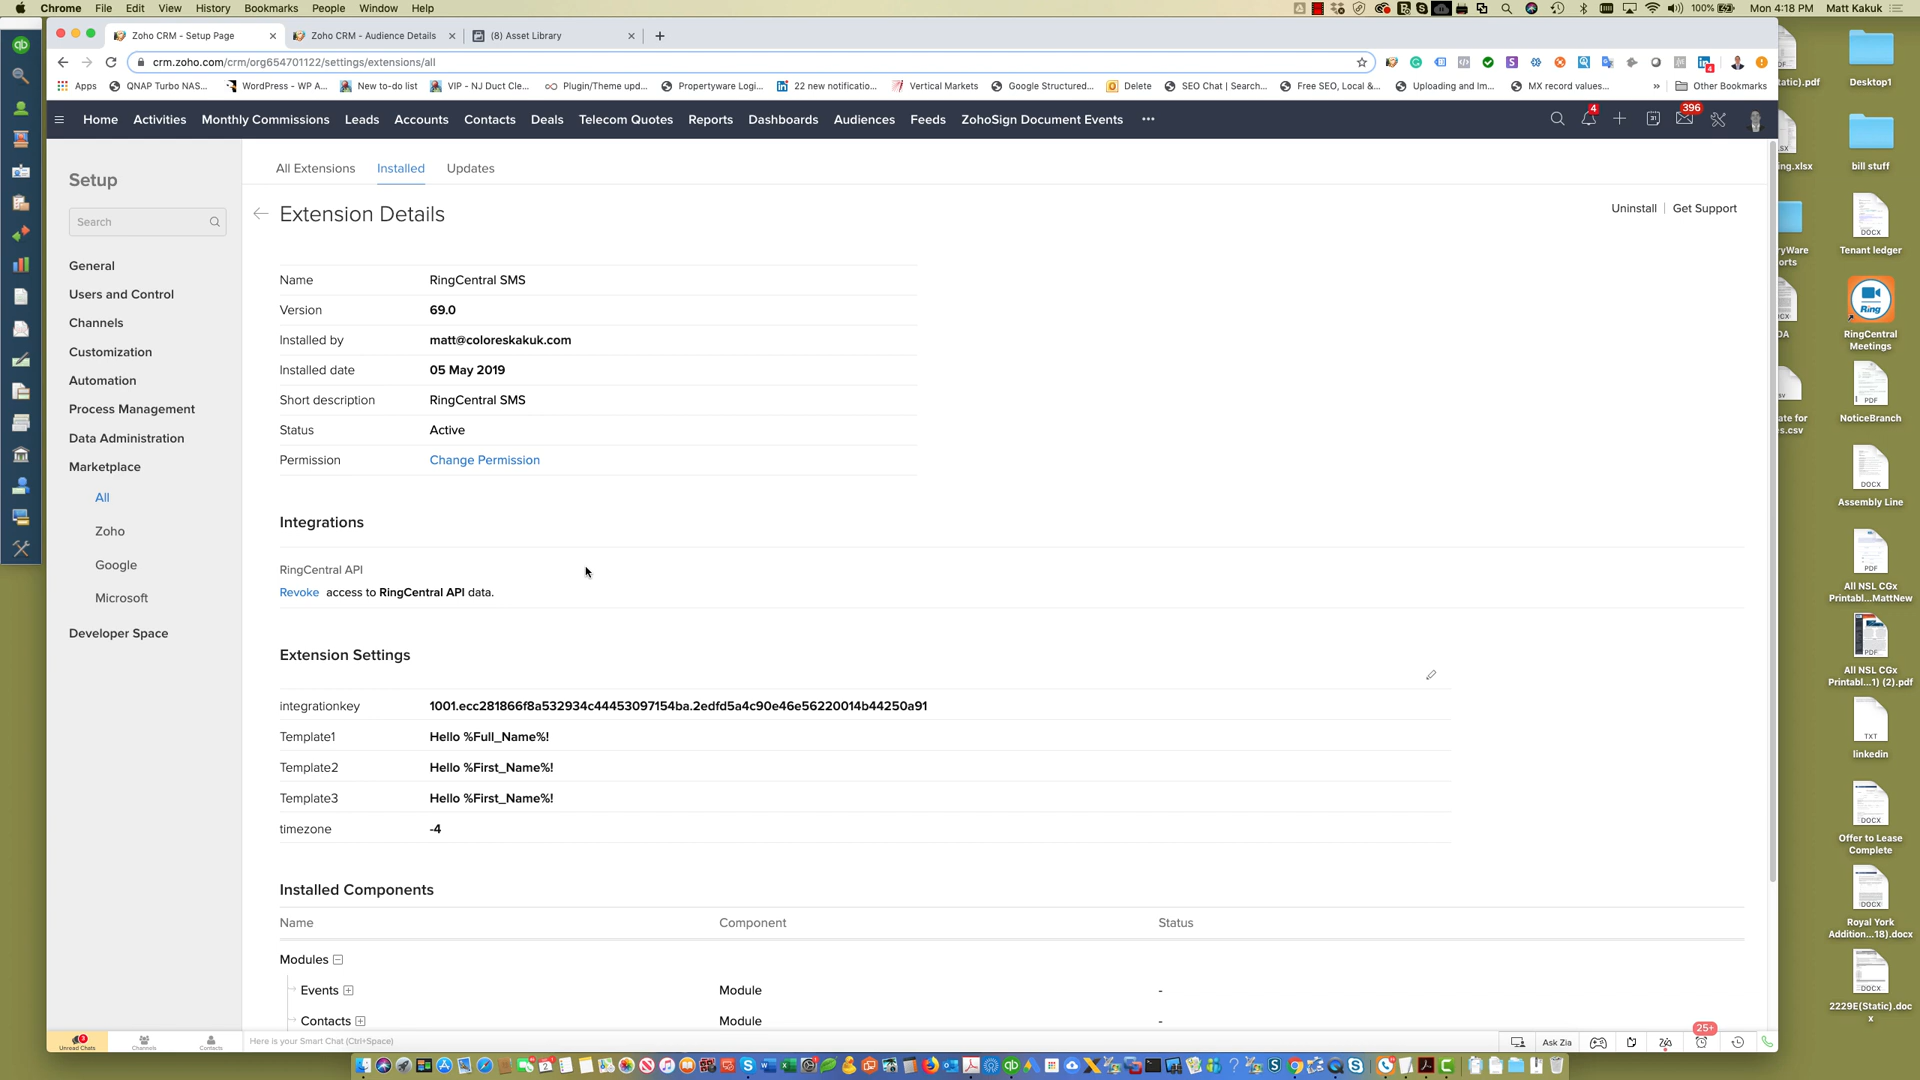 Chrome File Edit View History Bookmarks People Window Help
100% Mon 4:18 PM Matt Kakuk
Zoho CRM - Setup Page
Zoho CRM - Audience Details
(8) Asset Library
crm.zoho.com/crm/org654701122/settings/extensions/all
Apps QNAP Turbo NAS... WordPress - WP A... New to-do list VIP - NJ Duct Cle... Plugin/Theme upd... Propertyware Logi... 22 new notificatio... Vertical Markets Google Structured... Delete SEO Chat | Search... Free SEO, Local &... Uploading and Im... MX record values... » Other Bookmarks
Home Activities Monthly Commissions Leads Accounts Contacts Deals Telecom Quotes Reports Dashboards Audiences Feeds ZohoSign Document Events ••• 4 396
Setup
Search
General
Users and Control
Channels
Customization
Automation
Process Management
Data Administration
Marketplace
All
Zoho
Google
Microsoft
Developer Space
All Extensions Installed Updates
Extension Details
Uninstall | Get Support
Name RingCentral SMS
Version 69.0
Installed by matt@coloreskakuk.com
Installed date 05 May 2019
Short description RingCentral SMS
Status Active
Permission Change Permission
Integrations
RingCentral API
Revoke access to RingCentral API data.
Extension Settings
integrationkey 1001.ecc281866f8a532934c44453097154ba.2edfd5a4c90e46e56220014b44250a91
Template1 Hello %Full_Name%!
Template2 Hello %First_Name%!
Template3 Hello %First_Name%!
timezone -4
Installed Components
Name Component Status
Modules
Events Module -
Contacts Module -
Unread Chats
Channels
Contacts
Here is your Smart Chat (Ctrl+Space)
Ask Zia
25+
Desktop1
bill stuff
Tenant ledger
RingCentral
Meetings
NoticeBranch
Assembly Line
All NSL CGx
Printabl...MattNew
All NSL CGx
Printabl...1) (2).pdf
linkedin
Offer to Lease
Complete
Royal York
Addition...18).docx
2229E(Static).doc
x